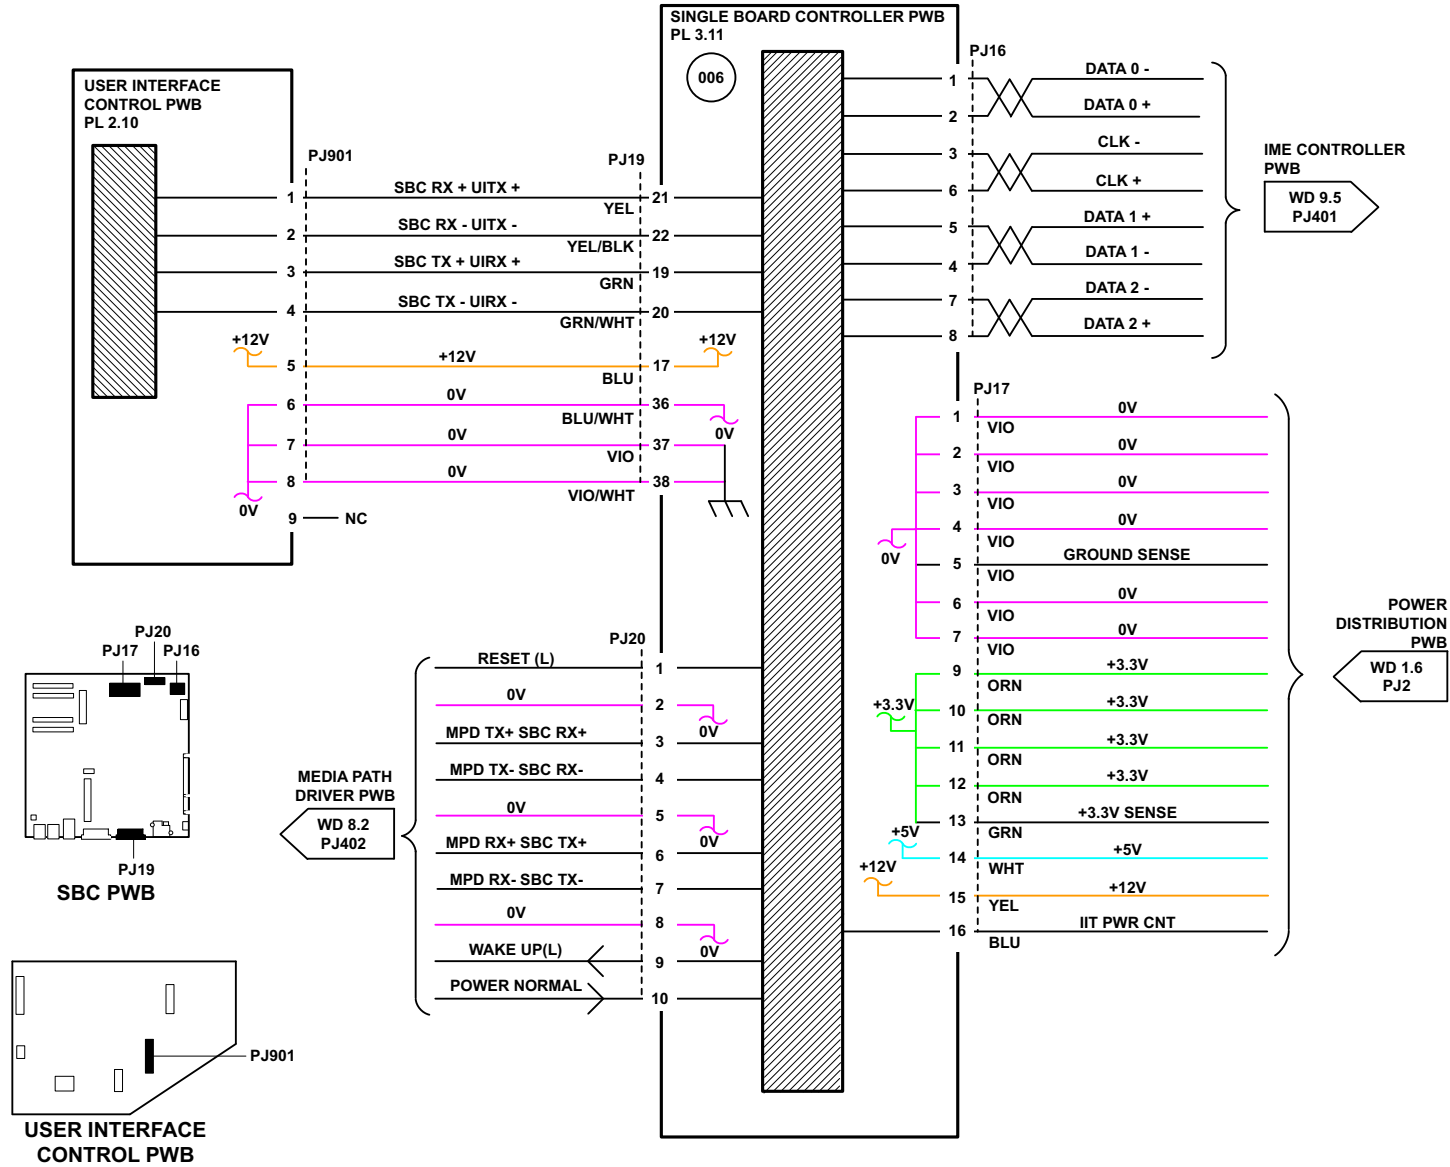 SINGLE BOARD CONTROLLER PWB
PL 3.11
006
USER INTERFACE
CONTROL PWB
PL 2.10
PJ901
PJ19
1 SBC RX + UITX + YEL 21
2 SBC RX - UITX - YEL/BLK 22
3 SBC TX + UIRX + GRN 19
4 SBC TX - UIRX - GRN/WHT 20
+12V 5 +12V BLU 17 +12V
6 0V BLU/WHT 36 0V
7 0V VIO 37
8 0V VIO/WHT 38
0V
9 NC
PJ16
1 DATA 0 -
2 DATA 0 +
3 CLK -
6 CLK +
5 DATA 1 +
4 DATA 1 -
7 DATA 2 -
8 DATA 2 +
IME CONTROLLER
PWB
WD 9.5
PJ401
PJ17
1 VIO 0V
2 VIO 0V
3 VIO 0V
4 VIO 0V
0V
5 VIO GROUND SENSE
6 VIO 0V
7 VIO 0V
9 ORN +3.3V
+3.3V
10 ORN +3.3V
11 ORN +3.3V
12 ORN +3.3V
13 GRN +3.3V SENSE
+5V 14 WHT +5V
+12V 15 YEL +12V
16 BLU IIT PWR CNT
POWER
DISTRIBUTION
PWB
WD 1.6
PJ2
PJ20
RESET (L) 1
0V 2 0V
MPD TX+ SBC RX+ 3
MPD TX- SBC RX- 4
0V 5 0V
MPD RX+ SBC TX+ 6
MPD RX- SBC TX- 7
0V 8 0V
WAKE UP(L) 9
POWER NORMAL 10
MEDIA PATH
DRIVER PWB
WD 8.2
PJ402
PJ20
PJ17 PJ16
PJ19
SBC PWB
PJ901
USER INTERFACE
CONTROL PWB